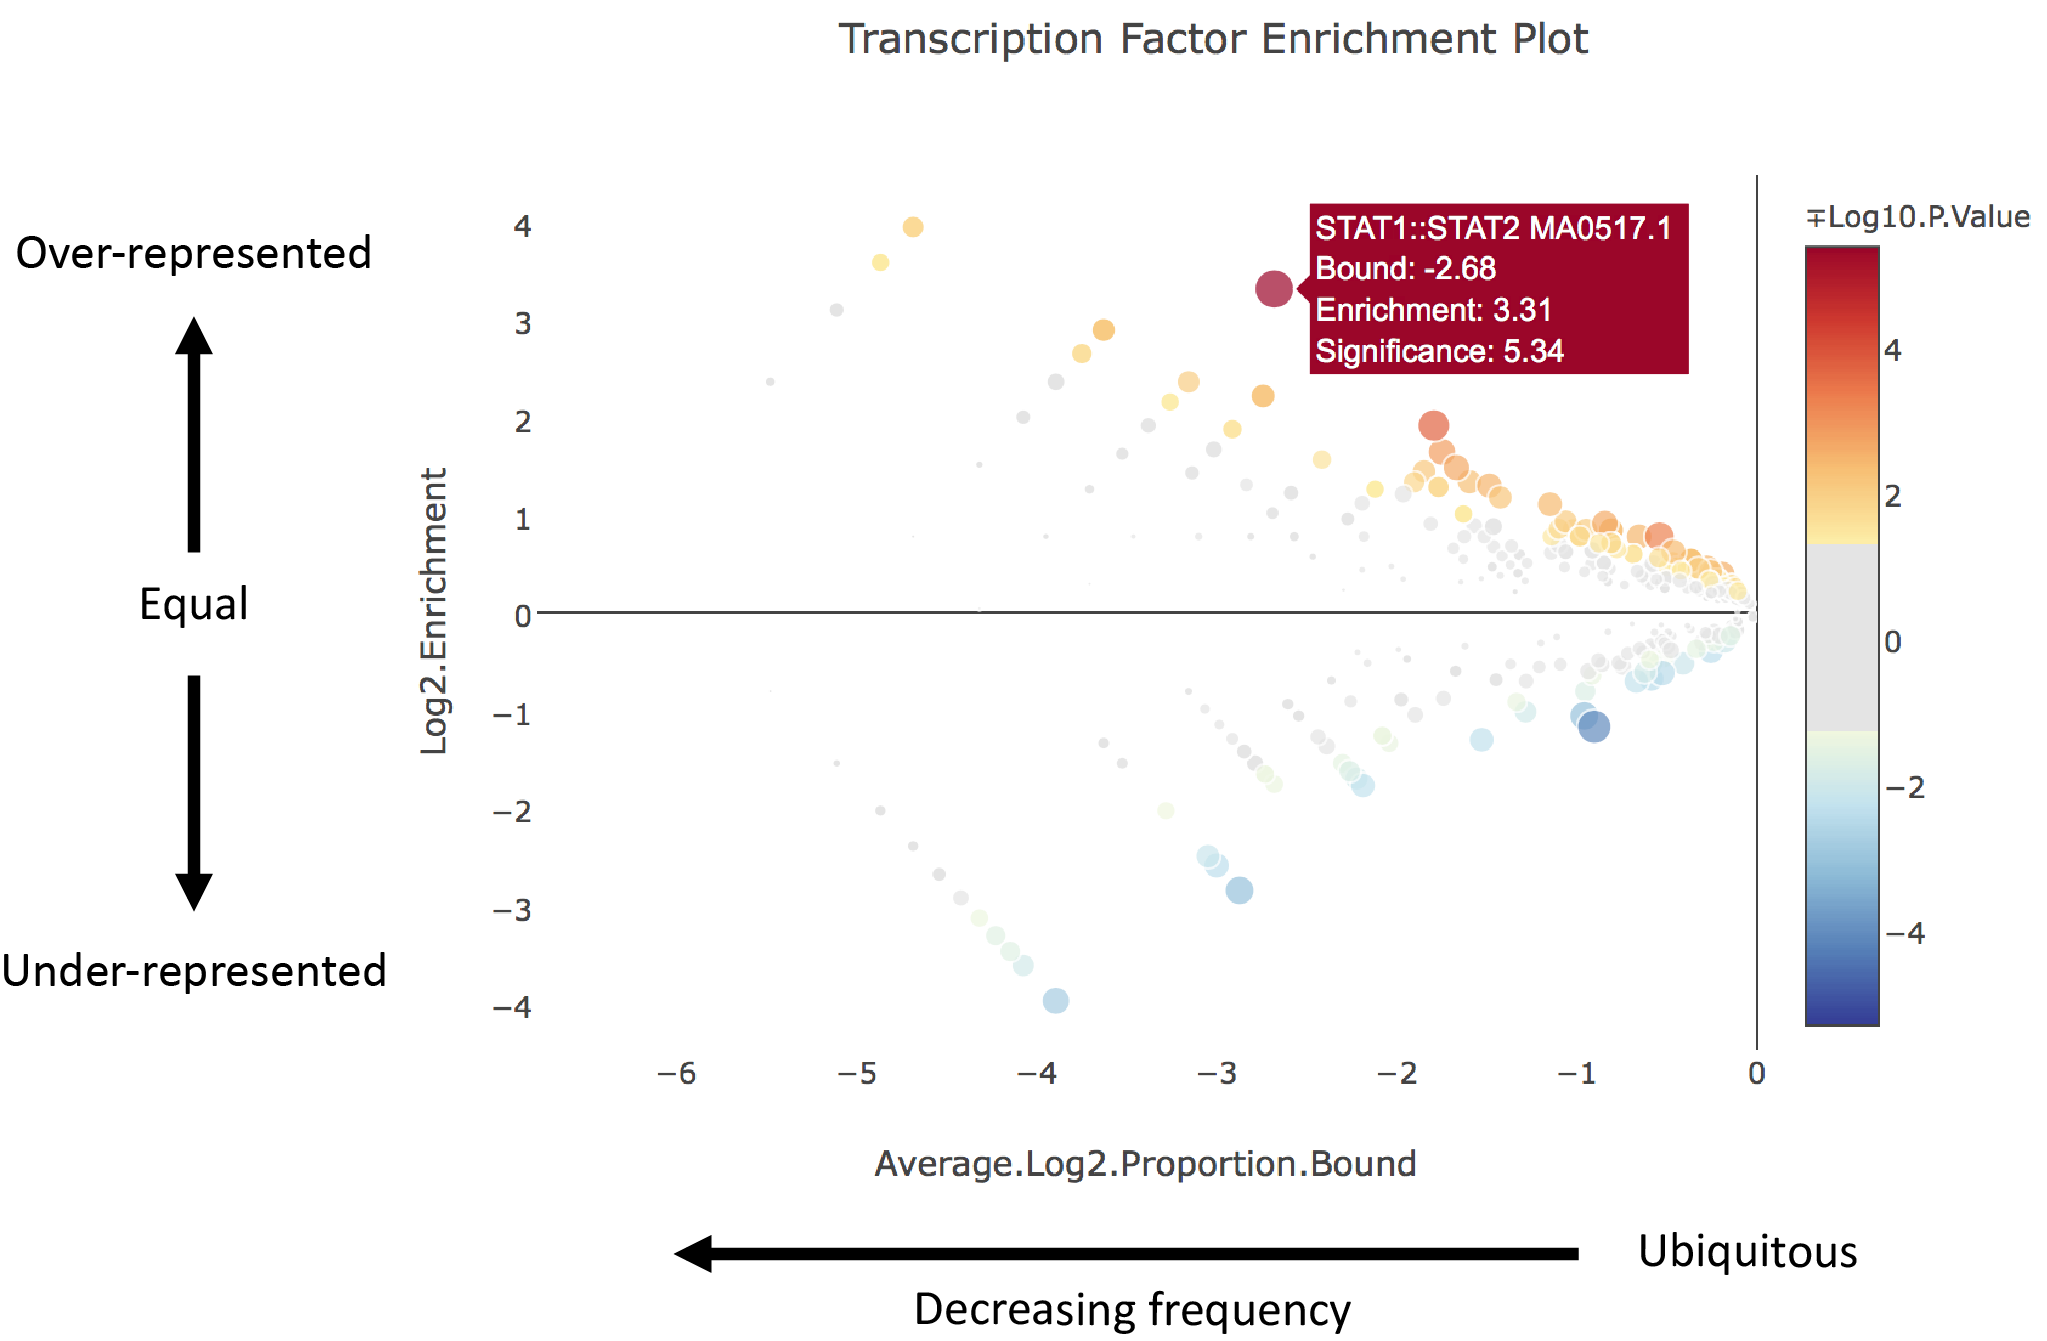 Transcription Factor Enrichment Plot
∓Log10.P.Value
Over-represented
Equal
Under-represented
Log2.Enrichment
4
3
2
1
0
−1
−2
−3
−4
STAT1::STAT2 MA0517.1
Bound: -2.68
Enrichment: 3.31
Significance: 5.34
4
2
0
−2
−4
−6
−5
−4
−3
−2
−1
0
Average.Log2.Proportion.Bound
Ubiquitous
Decreasing frequency